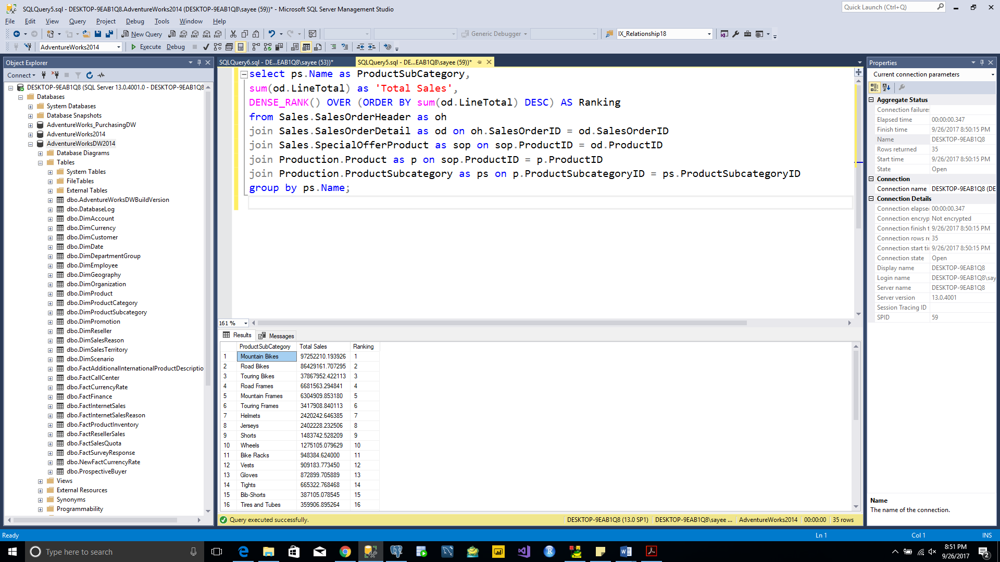 SQLQuery5.sql - DESKTOP-9EAB1Q8.AdventureWorks2014 (DESKTOP-9EAB1Q8\sayee (59))* - Microsoft SQL Server Management Studio
Quick Launch (Ctrl+Q)
File Edit View Query Project Debug Tools Window Help
New Query
MDX DMX XMLA DAX
Generic Debugger
IX_Relationship18
AdventureWorks2014
Execute Debug
Object Explorer
Connect
DESKTOP-9EAB1Q8 (SQL Server 13.0.4001.0 - DESKTOP-9EAB1Q8
Databases
System Databases
Database Snapshots
AdventureWorks_PurchasingDW
AdventureWorks2014
AdventureWorksDW2014
Database Diagrams
Tables
System Tables
FileTables
External Tables
dbo.AdventureWorksDWBuildVersion
dbo.DatabaseLog
dbo.DimAccount
dbo.DimCurrency
dbo.DimCustomer
dbo.DimDate
dbo.DimDepartmentGroup
dbo.DimEmployee
dbo.DimGeography
dbo.DimOrganization
dbo.DimProduct
dbo.DimProductCategory
dbo.DimProductSubcategory
dbo.DimPromotion
dbo.DimReseller
dbo.DimSalesReason
dbo.DimSalesTerritory
dbo.DimScenario
dbo.FactAdditionalInternationalProductDescriptio
dbo.FactCallCenter
dbo.FactCurrencyRate
dbo.FactFinance
dbo.FactInternetSales
dbo.FactInternetSalesReason
dbo.FactProductInventory
dbo.FactResellerSales
dbo.FactSalesQuota
dbo.FactSurveyResponse
dbo.NewFactCurrencyRate
dbo.ProspectiveBuyer
Views
External Resources
Synonyms
Programmability
SQLQuery6.sql - DE...EAB1Q8\sayee (53))* SQLQuery5.sql - DE...EAB1Q8\sayee (59))*
select ps.Name as ProductSubCategory,
sum(od.LineTotal) as 'Total Sales',
DENSE_RANK() OVER (ORDER BY sum(od.LineTotal) DESC) AS Ranking
from Sales.SalesOrderHeader as oh
join Sales.SalesOrderDetail as od on oh.SalesOrderID = od.SalesOrderID
join Sales.SpecialOfferProduct as sop on sop.ProductID = od.ProductID
join Production.Product as p on sop.ProductID = p.ProductID
join Production.ProductSubcategory as ps on p.ProductSubcategoryID = ps.ProductSubcategoryID
group by ps.Name;
161 %
Results Messages
ProductSubCategory Total Sales Ranking
1 Mountain Bikes 97252210.193926 1
2 Road Bikes 86429161.707295 2
3 Touring Bikes 37867952.422113 3
4 Road Frames 6681563.294841 4
5 Mountain Frames 6304909.853180 5
6 Touring Frames 3417908.840113 6
7 Helmets 2420242.646385 7
8 Jerseys 2402228.232506 8
9 Shorts 1483742.528209 9
10 Wheels 1275105.079629 10
11 Bike Racks 948384.624000 11
12 Vests 909183.773450 12
13 Gloves 872899.705889 13
14 Tights 665322.768468 14
15 Bib-Shorts 387105.078545 15
16 Tires and Tubes 359906.895264 16
Query executed successfully. DESKTOP-9EAB1Q8 (13.0 SP1) DESKTOP-9EAB1Q8\sayee ... AdventureWorks2014 00:00:00 35 rows
Properties
Current connection parameters
Aggregate Status
Connection failures
Elapsed time 00:00:00.347
Finish time 9/26/2017 8:50:15 PM
Name DESKTOP-9EAB1Q8
Rows returned 35
Start time 9/26/2017 8:50:15 PM
State Open
Connection
Connection name DESKTOP-9EAB1Q8 (DE
Connection Details
Connection elapse 00:00:00.347
Connection encryp Not encrypted
Connection finish t 9/26/2017 8:50:15 PM
Connection rows re 35
Connection start ti 9/26/2017 8:50:15 PM
Connection state Open
Display name DESKTOP-9EAB1Q8
Login name DESKTOP-9EAB1Q8\say
Server name DESKTOP-9EAB1Q8
Server version 13.0.4001
Session Tracing ID
SPID 59
Name
The name of the connection.
Ready Ln 1 Col 1 INS
Type here to search
8:51 PM
9/26/2017
2